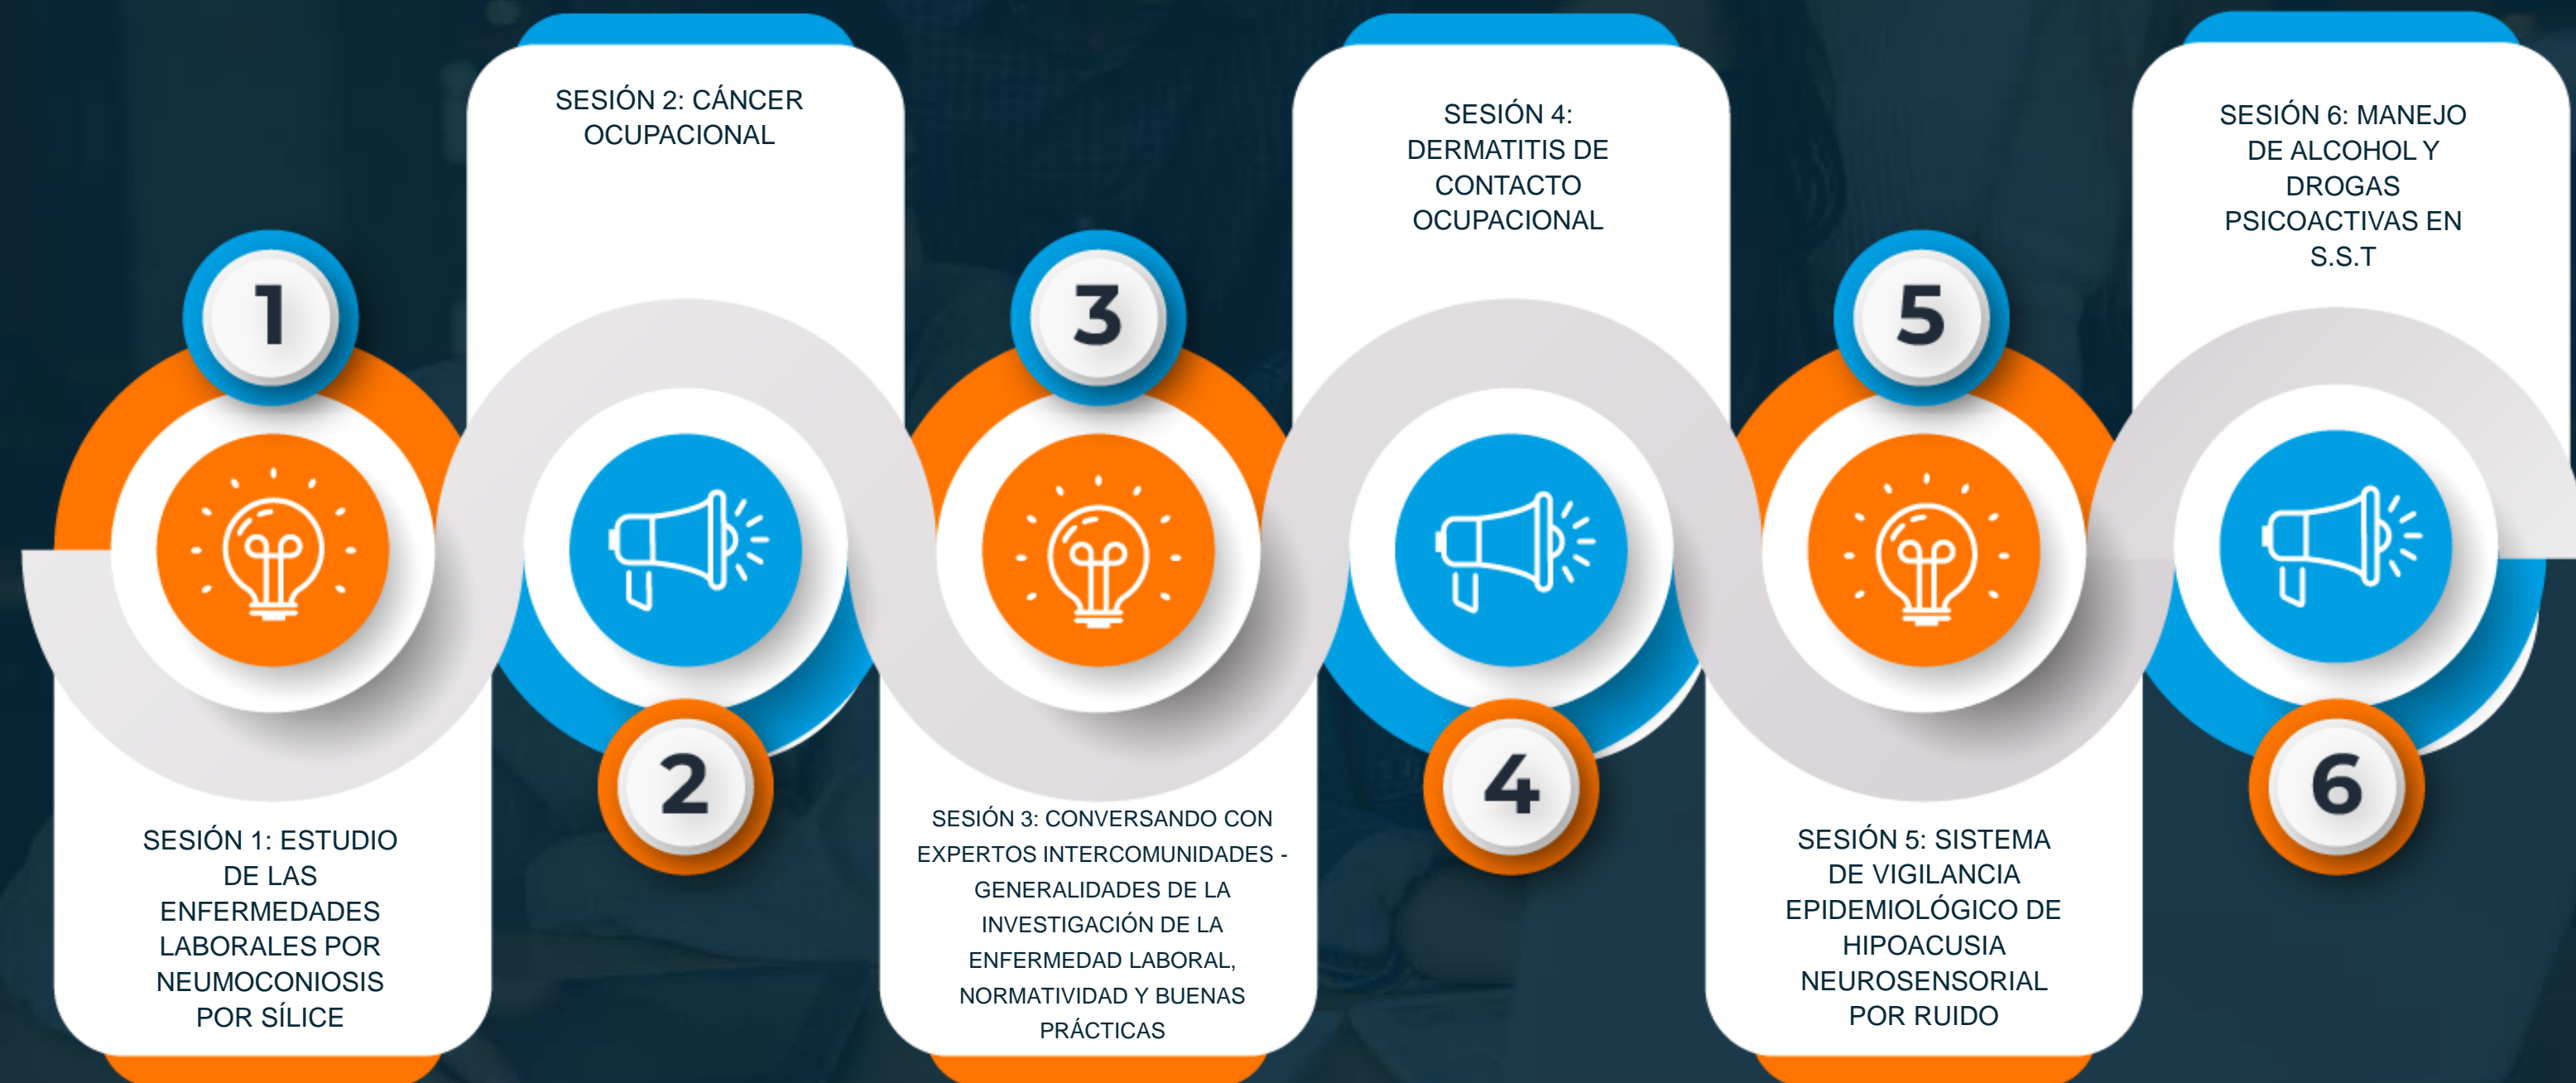 1
SESIÓN 1: ESTUDIO
DE LAS
ENFERMEDADES
LABORALES POR
NEUMOCONIOSIS
POR SÍLICE
SESIÓN 2: CÁNCER
OCUPACIONAL
2
3
SESIÓN 3: CONVERSANDO CON
EXPERTOS INTERCOMUNIDADES -
GENERALIDADES DE LA
INVESTIGACIÓN DE LA
ENFERMEDAD LABORAL,
NORMATIVIDAD Y BUENAS
PRÁCTICAS
SESIÓN 4:
DERMATITIS DE
CONTACTO
OCUPACIONAL
4
5
SESIÓN 5: SISTEMA
DE VIGILANCIA
EPIDEMIOLÓGICO DE
HIPOACUSIA
NEUROSENSORIAL
POR RUIDO
SESIÓN 6: MANEJO
DE ALCOHOL Y
DROGAS
PSICOACTIVAS EN
S.S.T
6